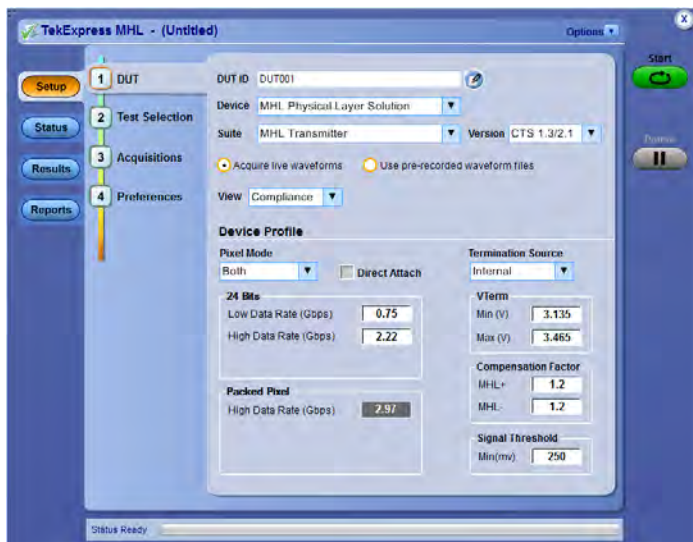 TekExpress MHL - (Untitled)
Options
X
Start
Setup
Status
Results
Reports
1 DUT
2 Test Selection
3 Acquisitions
4 Preferences
Pause
DUT ID DUT001
Device MHL Physical Layer Solution
Suite MHL Transmitter Version CTS 1.3/2.1
Acquire live waveforms Use pre-recorded waveform files
View Compliance
Device Profile
Pixel Mode
Both Direct Attach
24 Bits
Low Data Rate (Gbps) 0.75
High Data Rate (Gbps) 2.22
Packed Pixel
High Data Rate (Gbps) 2.97
Termination Source
Internal
VTerm
Min (V) 3.135
Max (V) 3.465
Compensation Factor
MHL+ 1.2
MHL- 1.2
Signal Threshold
Min(mv) 250
Status Ready